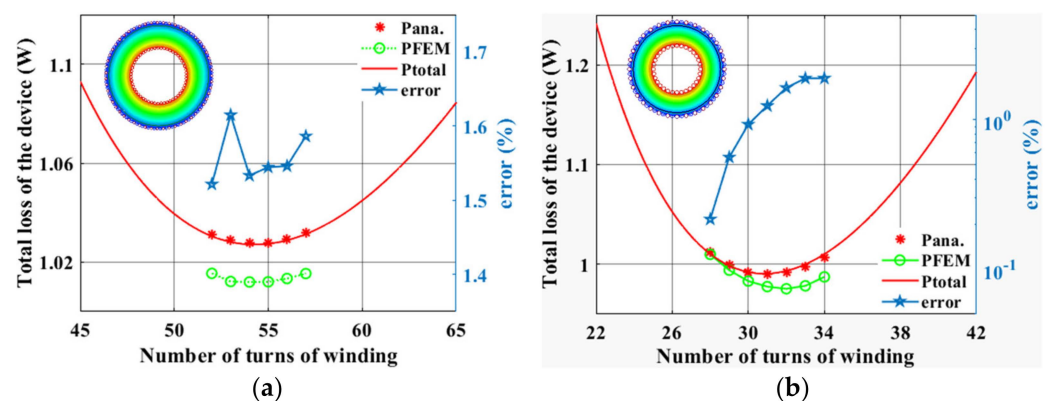 (a)
Total loss of the device (W)
1.1
1.06
1.02
45 50 55 60 65
Number of turns of winding
1.7
1.6
1.5
1.4
error (%)
Pana.
PFEM
Ptotal
error
(b)
Total loss of the device (W)
1.2
1.1
1
22 26 30 34 38 42
Number of turns of winding
10^0
10^-1
error (%)
Pana.
PFEM
Ptotal
error